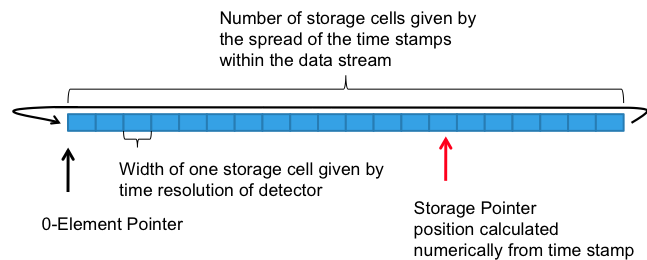 Number of storage cells given by
the spread of the time stamps
within the data stream
Width of one storage cell given by
time resolution of detector
0-Element Pointer
Storage Pointer
position calculated
numerically from time stamp